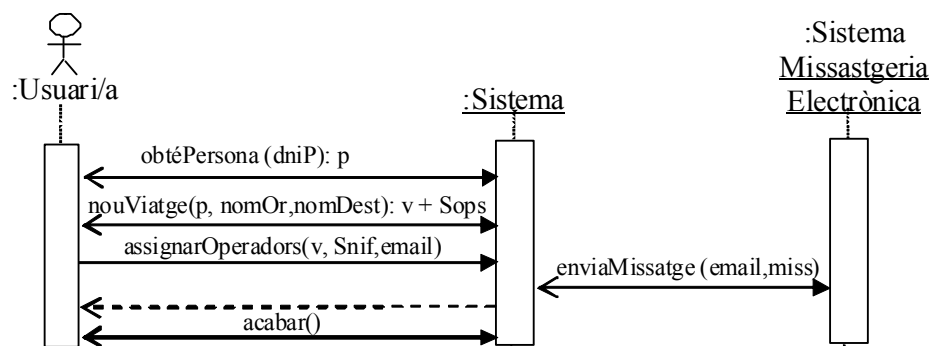 :Usuari/a
:Sistema
:Sistema
Missastgeria
Electrònica
obtéPersona (dniP): p
nouViatge(p, nomOr,nomDest): v + Sops
assignarOperadors(v, Snif,email)
enviaMissatge (email,miss)
acabar()